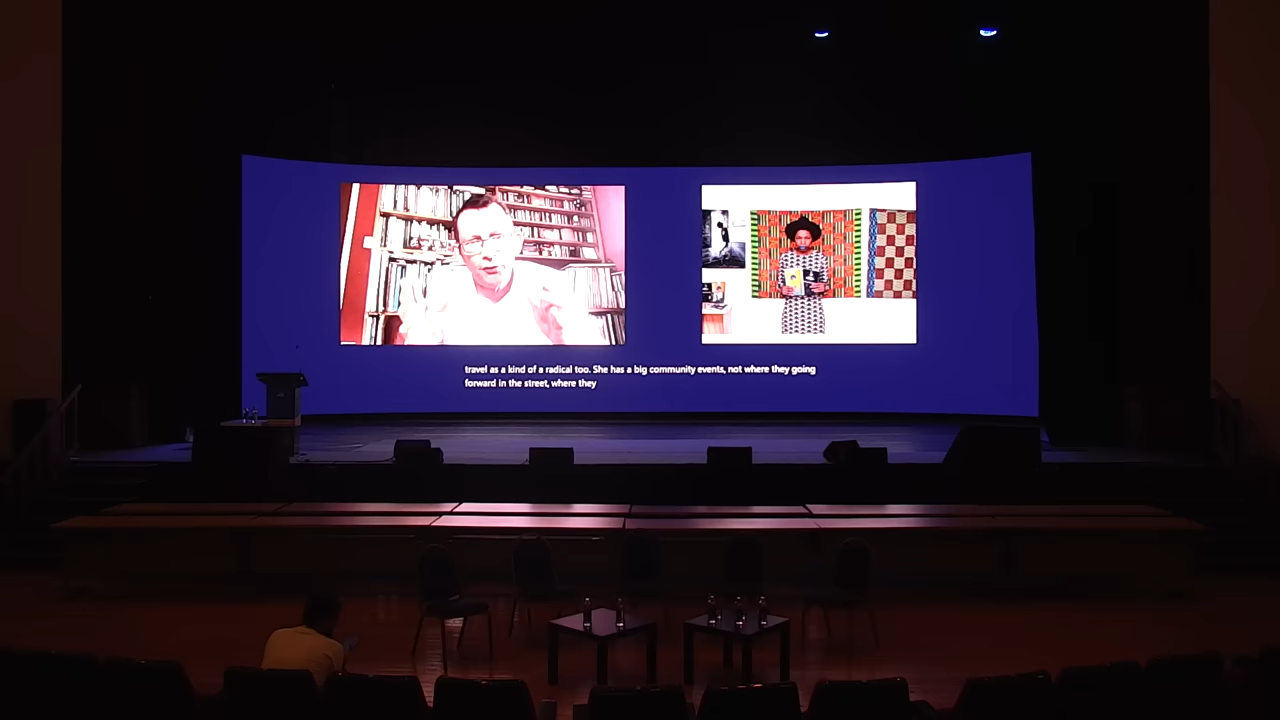 travel as a kind of a radical too. She has a big community events, not where they going
forward in the street, where they